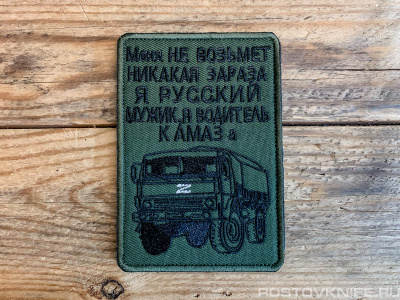 Меня НЕ ВОЗЬМЕТ
НИКАКАЯ ЗАРАЗА
Я РУССКИЙ
МУЖИК, Я ВОДИТЕЛЬ
КАМАЗ а
Z
ROSTOVKNIFE.RU